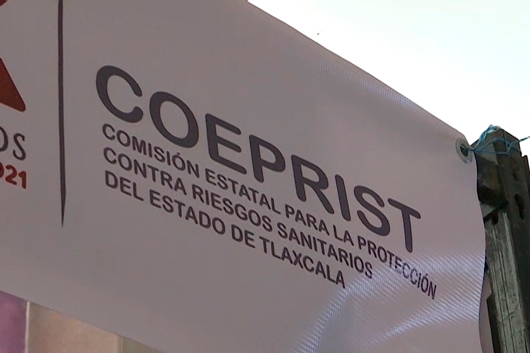 COEPRIST
COMISIÓN ESTATAL PARA LA PROTECCIÓN
CONTRA RIESGOS SANITARIOS
DEL ESTADO DE TLAXCALA